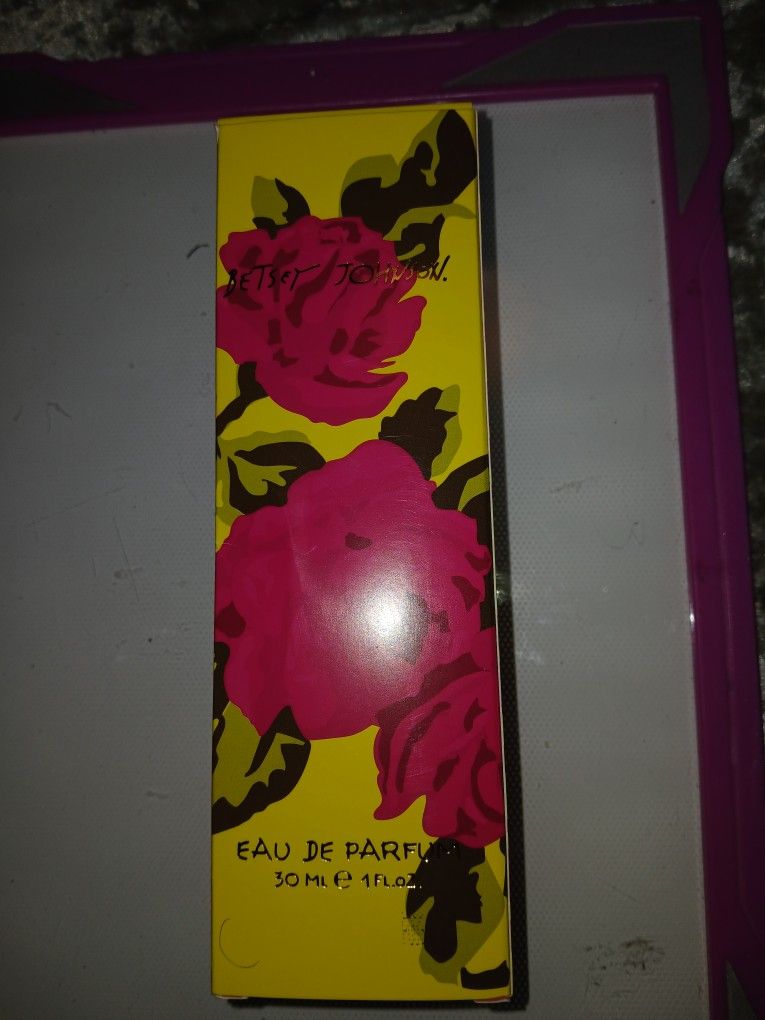 BETSEY JOHNSON.
EAU DE PARFUM
30 ML e 1 FL.OZ.